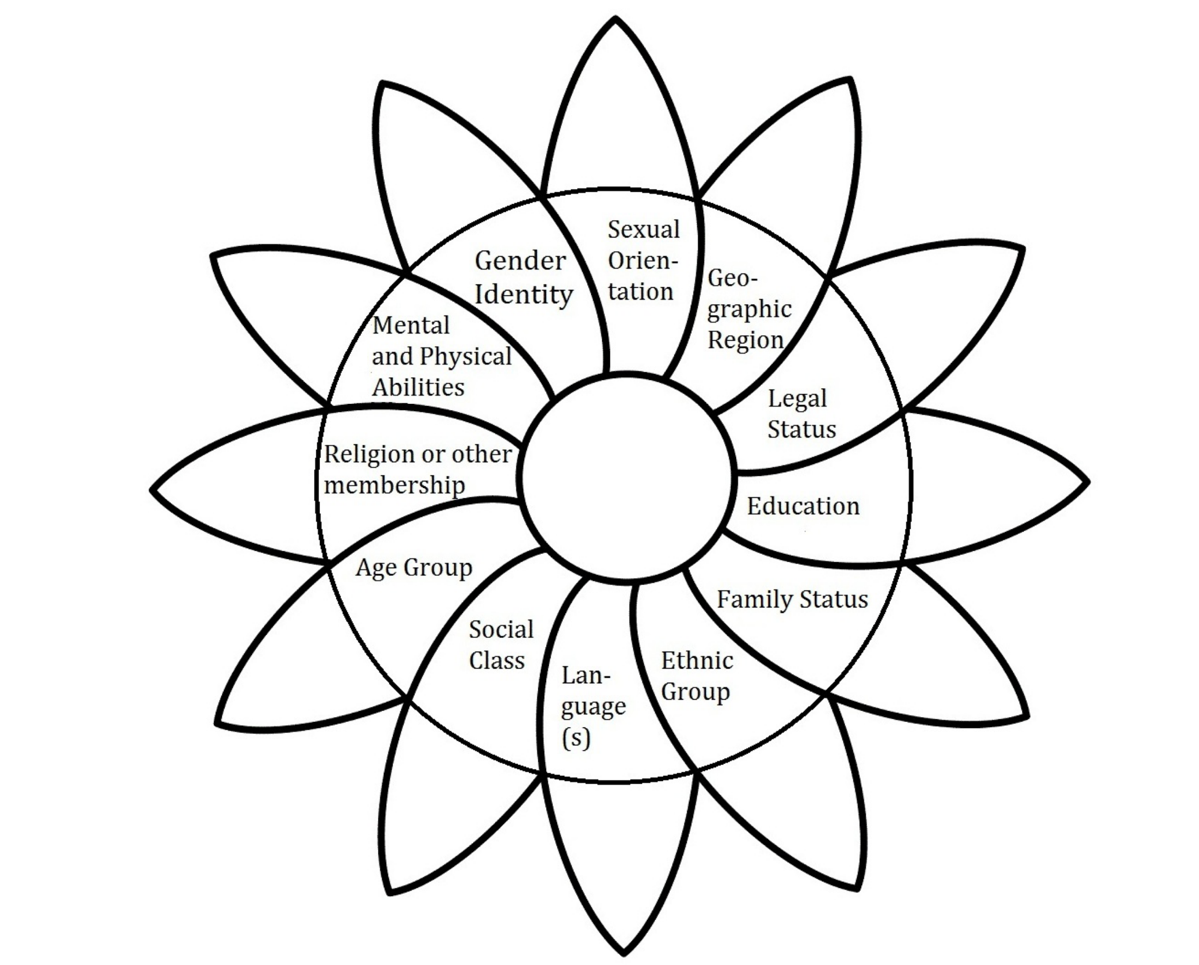 Sexual
Orien-
tation
Geo-
graphic
Region
Legal
Status
Education
Family Status
Ethnic
Group
Lan-
guage
(s)
Social
Class
Age Group
Religion or other
membership
Mental
and Physical
Abilities
Gender
Identity